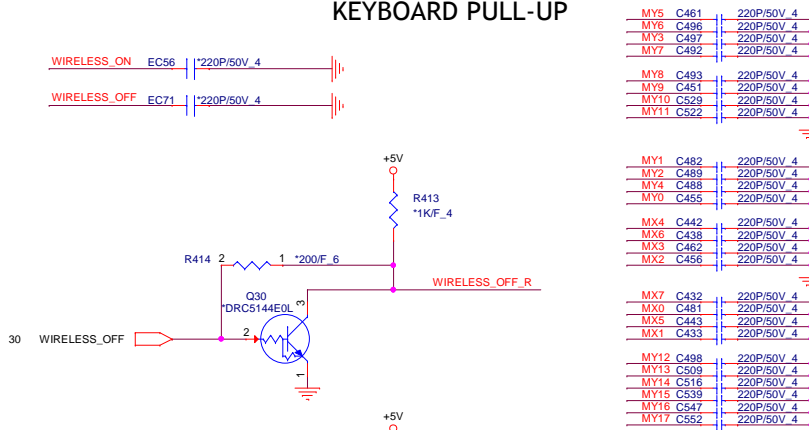 KEYBOARD PULL-UP
WIRELESS_ON EC56 *220P/50V_4
WIRELESS_OFF EC71 *220P/50V_4
+5V
R413
*1K/F_4
R414 2 1 *200/F_6
WIRELESS_OFF_R
Q30
*DRC5144E0L
3
2
1
30 WIRELESS_OFF
+5V
MY5 C461 220P/50V_4
MY6 C496 220P/50V_4
MY3 C497 220P/50V_4
MY7 C492 220P/50V_4
MY8 C493 220P/50V_4
MY9 C451 220P/50V_4
MY10 C529 220P/50V_4
MY11 C522 220P/50V_4
MY1 C482 220P/50V_4
MY2 C489 220P/50V_4
MY4 C488 220P/50V_4
MY0 C455 220P/50V_4
MX4 C442 220P/50V_4
MX6 C438 220P/50V_4
MX3 C462 220P/50V_4
MX2 C456 220P/50V_4
MX7 C432 220P/50V_4
MX0 C481 220P/50V_4
MX5 C443 220P/50V_4
MX1 C433 220P/50V_4
MY12 C498 220P/50V_4
MY13 C509 220P/50V_4
MY14 C516 220P/50V_4
MY15 C539 220P/50V_4
MY16 C547 220P/50V_4
MY17 C552 220P/50V_4